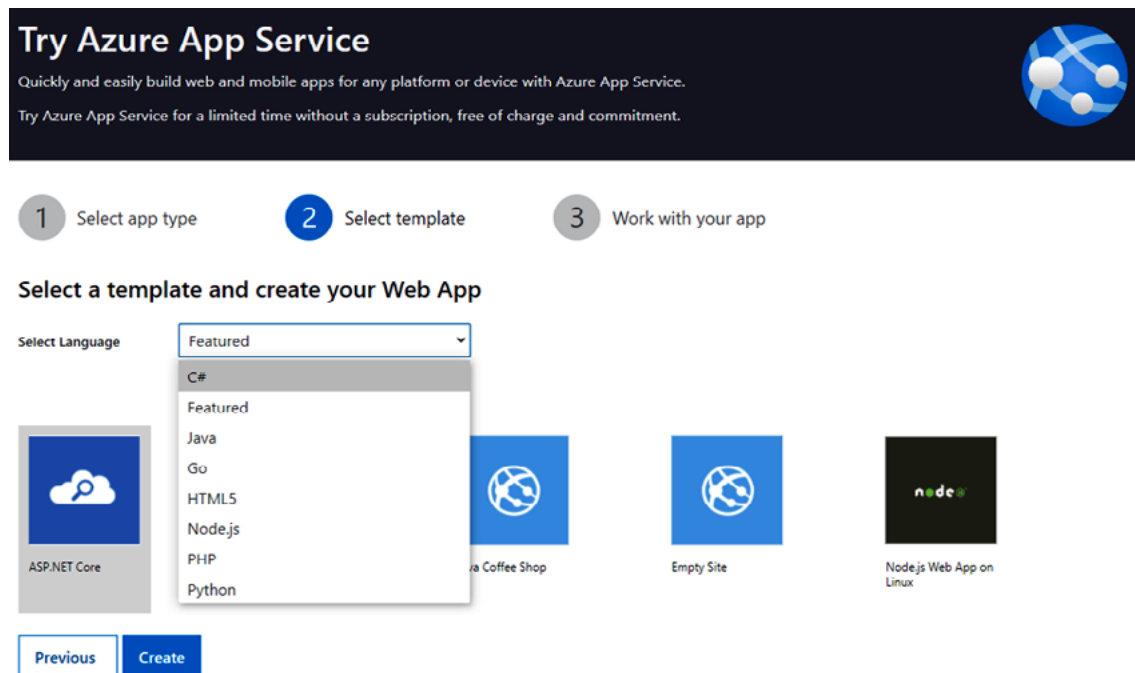 Try Azure App Service
Quickly and easily build web and mobile apps for any platform or device with Azure App Service.
Try Azure App Service for a limited time without a subscription, free of charge and commitment.
1 Select app type 2 Select template 3 Work with your app
Select a template and create your Web App
Select Language Featured
C#
Featured
Java
Go
HTML5
Node.js
PHP
Python
node
ASP.NET Core
Coffee Shop
Empty Site
Node.js Web App on
Linux
Previous Create